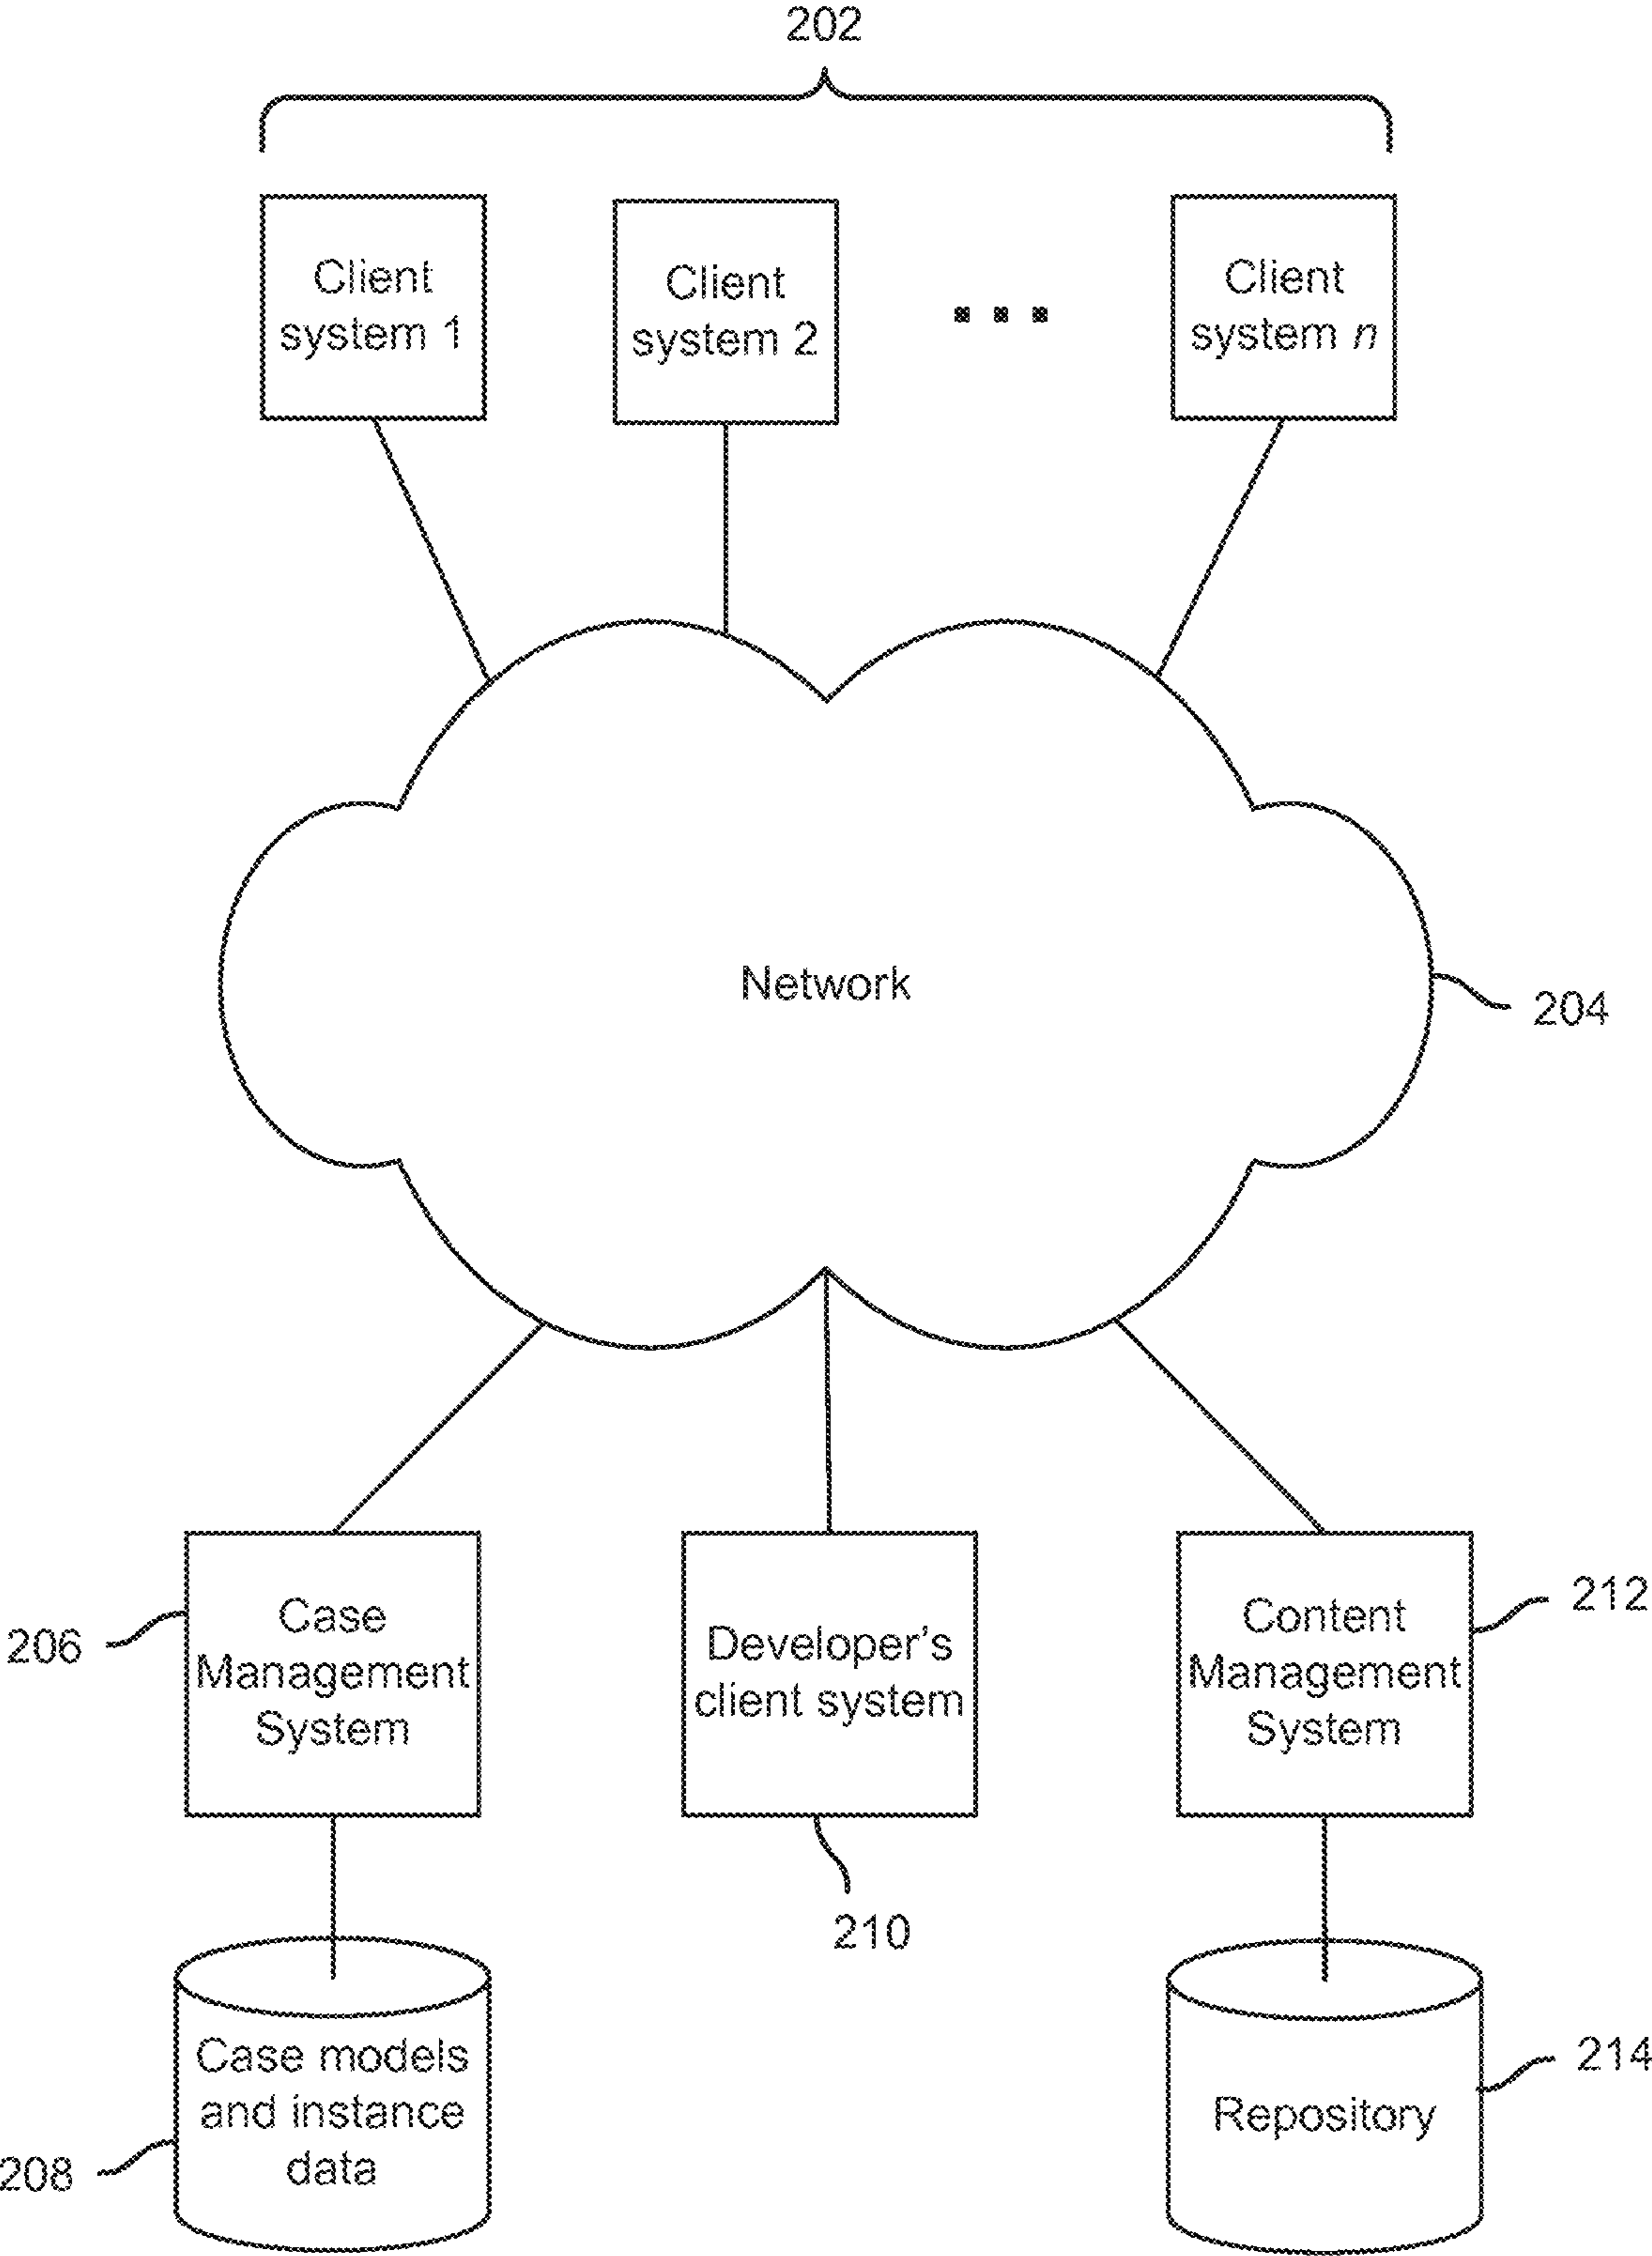 202
Client
system 1
Client
system 2
Client
system n
Network
204
206
Case
Management
System
Developer's
client system
210
Content
Management
System
212
208
Case models
and instance
data
Repository
214